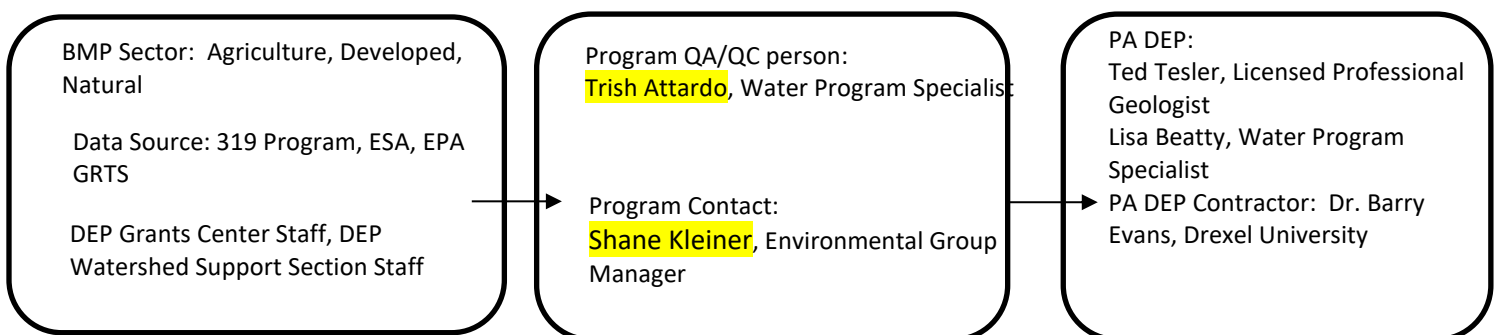 BMP Sector:  Agriculture, Developed,
Natural
Data Source: 319 Program, ESA, EPA
GRTS
DEP Grants Center Staff, DEP
Watershed Support Section Staff
Program QA/QC person:
Trish Attardo, Water Program Specialist
Program Contact:
Shane Kleiner, Environmental Group
Manager
PA DEP:
Ted Tesler, Licensed Professional
Geologist
Lisa Beatty, Water Program
Specialist
PA DEP Contractor:  Dr. Barry
Evans, Drexel University